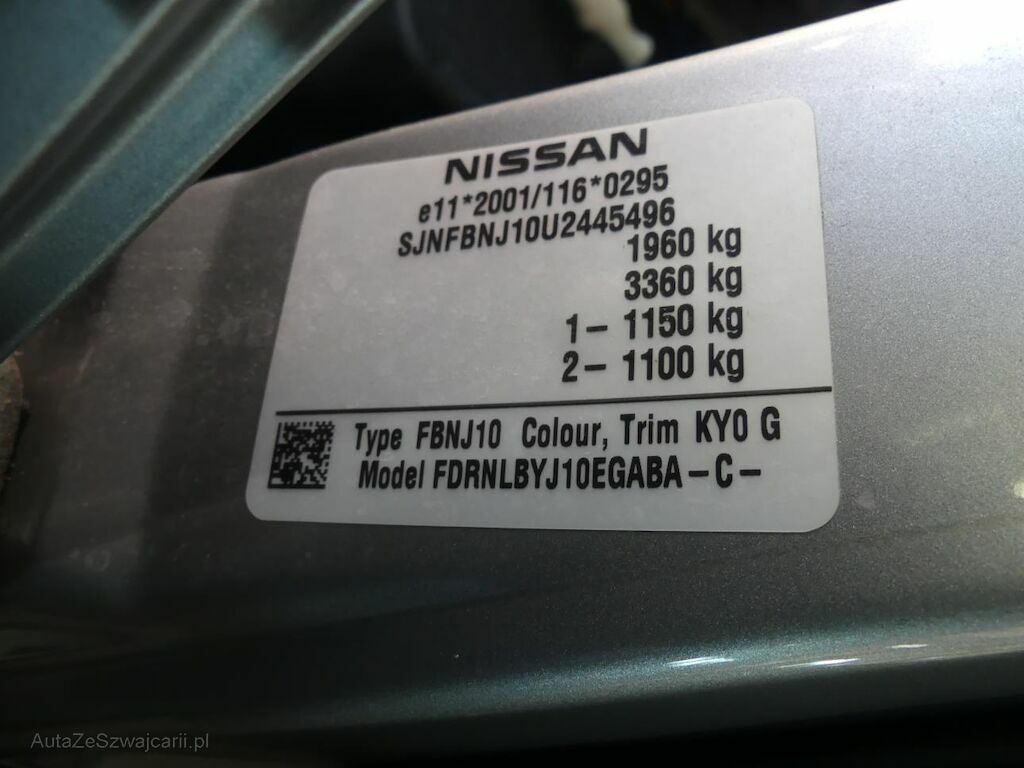 NISSAN
e11*2001/116*0295
SJNFBNJ10U2445496
1960 kg
3360 kg
1– 1150 kg
2– 1100 kg
Type FBNJ10 Colour, Trim KY0 G
Model FDRNLBYJ10EGABA –C–
AutaZeSzwajcarii.pl